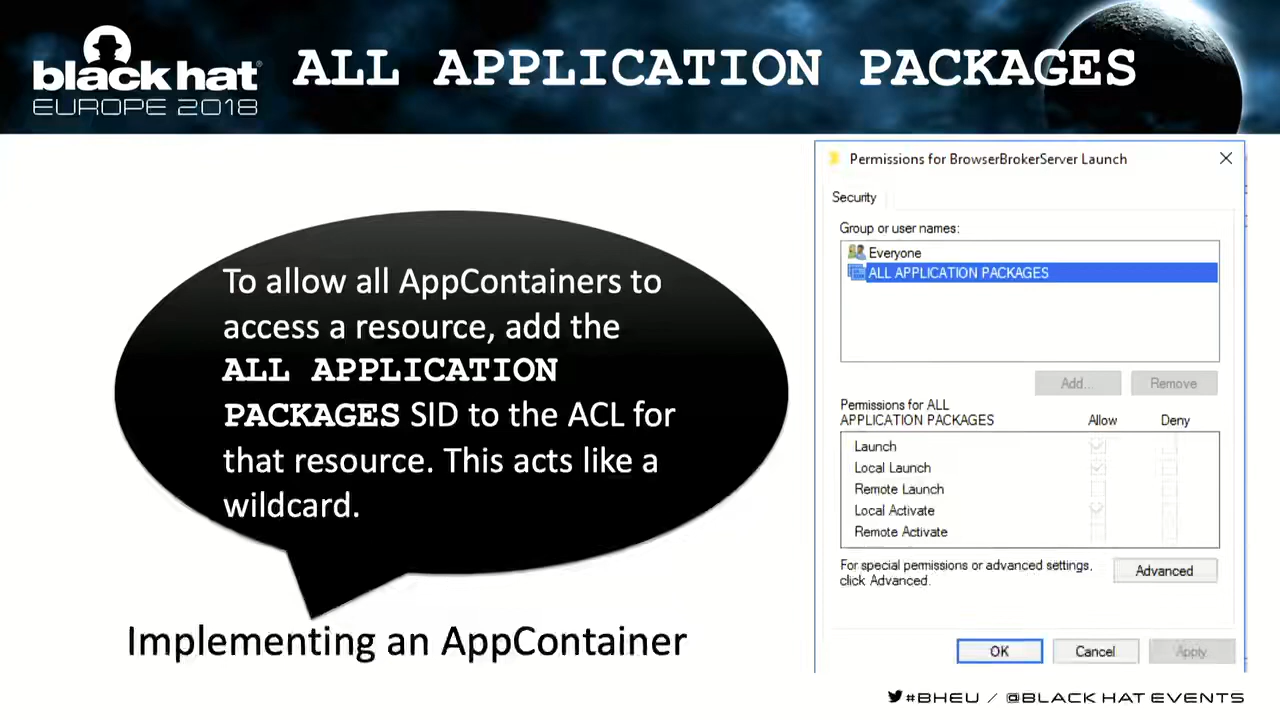 black hat
EUROPE 2018
ALL APPLICATION PACKAGES
To allow all AppContainers to
access a resource, add the
ALL APPLICATION
PACKAGES SID to the ACL for
that resource. This acts like a
wildcard.
Implementing an AppContainer
Permissions for BrowserBrokerServer Launch
Security
Group or user names:
Everyone
ALL APPLICATION PACKAGES
Add...
Remove
Permissions for ALL
APPLICATION PACKAGES
Allow
Deny
Launch
Local Launch
Remote Launch
Local Activate
Remote Activate
For special permissions or advanced settings,
click Advanced.
Advanced
OK
Cancel
Apply
#BHEU / @BLACK HAT EVENTS